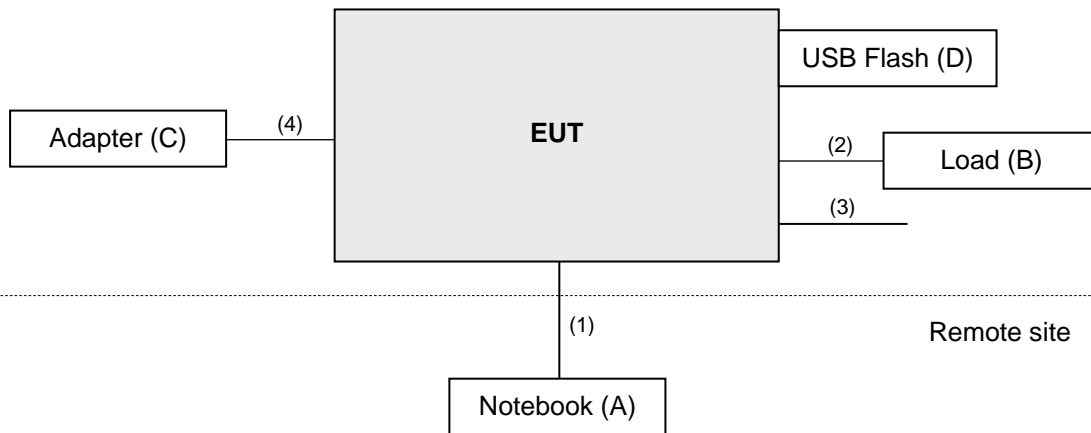 USB Flash (D)
Adapter (C)
(4)
EUT
(2)
Load (B)
(3)
(1)
Remote site
Notebook (A)